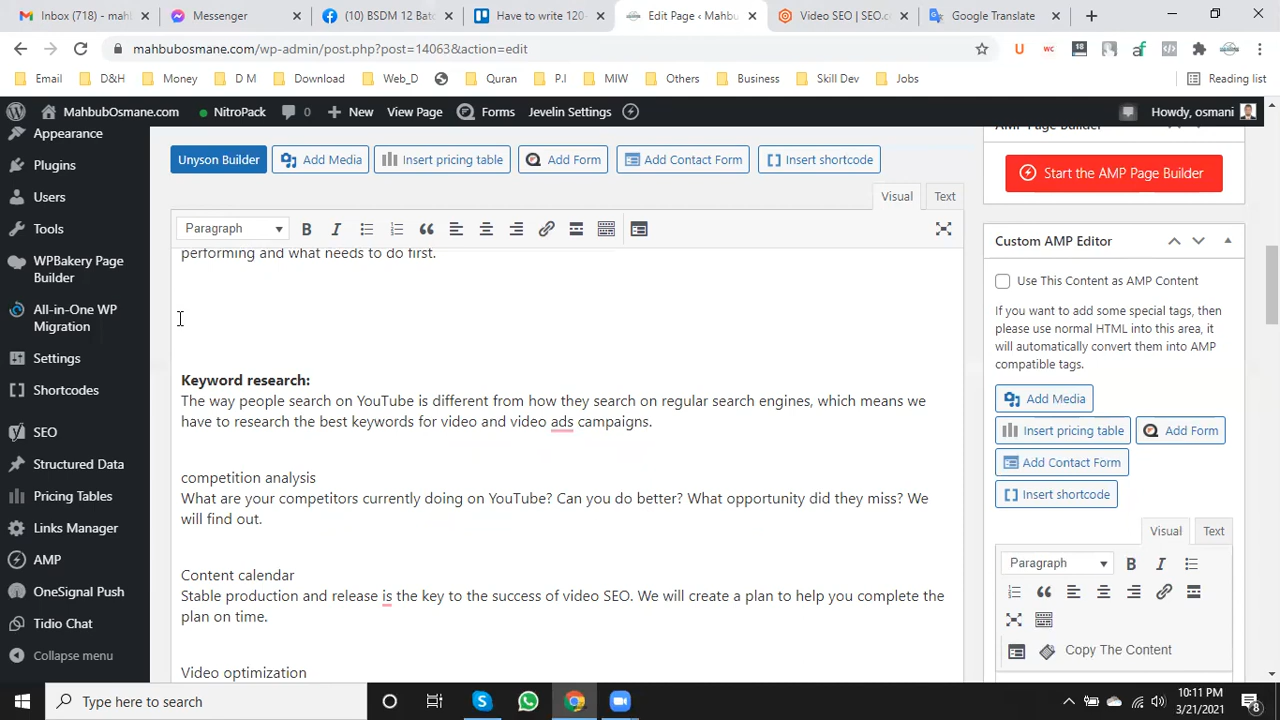 Inbox (718) - mahl
Messenger
(10) BSDM 12 Bat
Have to write 120-
Edit Page ‹ Mahbu
Video SEO | SEO.c
Google Translate
mahbubosmane.com/wp-admin/post.php?post=14063&action=edit
Email
D&H
Money
D M
Download
Web_D
Quran
P.I
MIW
Others
Business
Skill Dev
Jobs
Reading list
MahbubOsmane.com
NitroPack
0
New
View Page
Forms
Jevelin Settings
Howdy, osmani
Appearance
Plugins
Users
Tools
WPBakery Page
Builder
All-in-One WP
Migration
Settings
Shortcodes
SEO
Structured Data
Pricing Tables
Links Manager
AMP
OneSignal Push
Tidio Chat
Collapse menu
Unyson Builder
Add Media
Insert pricing table
Add Form
Add Contact Form
Insert shortcode
Visual
Text
Paragraph
performing and what needs to do first.
Keyword research:
The way people search on YouTube is different from how they search on regular search engines, which means we
have to research the best keywords for video and video ads campaigns.
competition analysis
What are your competitors currently doing on YouTube? Can you do better? What opportunity did they miss? We
will find out.
Content calendar
Stable production and release is the key to the success of video SEO. We will create a plan to help you complete the
plan on time.
Video optimization
AMP Page Builder
Start the AMP Page Builder
Custom AMP Editor
Use This Content as AMP Content
If you want to add some special tags, then
please use normal HTML into this area, it
will automatically convert them into AMP
compatible tags.
Add Media
Insert pricing table
Add Form
Add Contact Form
Insert shortcode
Visual
Text
Paragraph
Copy The Content
Type here to search
10:11 PM
3/21/2021
8